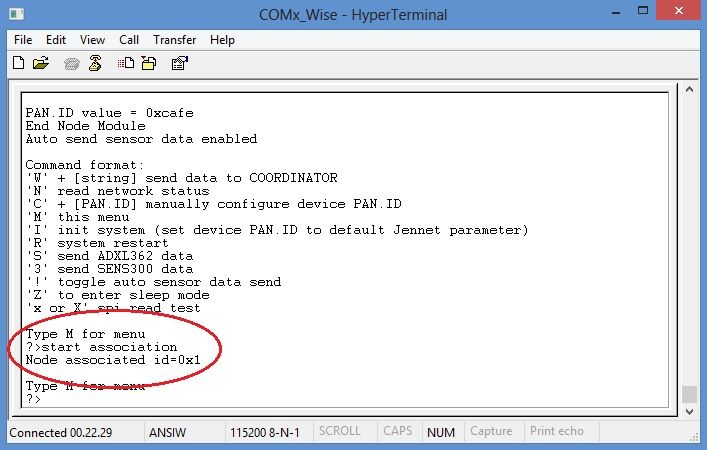 COMx_Wise - HyperTerminal
File Edit View Call Transfer Help
PAN.ID value = 0xcafe
End Node Module
Auto send sensor data enabled
Command format:
'W' + [string] send data to COORDINATOR
'N' read network status
'C' + [PAN.ID] manually configure device PAN.ID
'M' this menu
'I' init system (set device PAN.ID to default Jennet parameter)
'R' system restart
'S' send ADXL362 data
'3' send SENS300 data
'!' toggle auto sensor data send
'Z' to enter sleep mode
'x or X' spi read test
Type M for menu
?>start association
Node associated id=0x1
Type M for menu
?>
Connected 00.22.29 ANSIW 115200 8-N-1 SCROLL CAPS NUM Capture Print echo